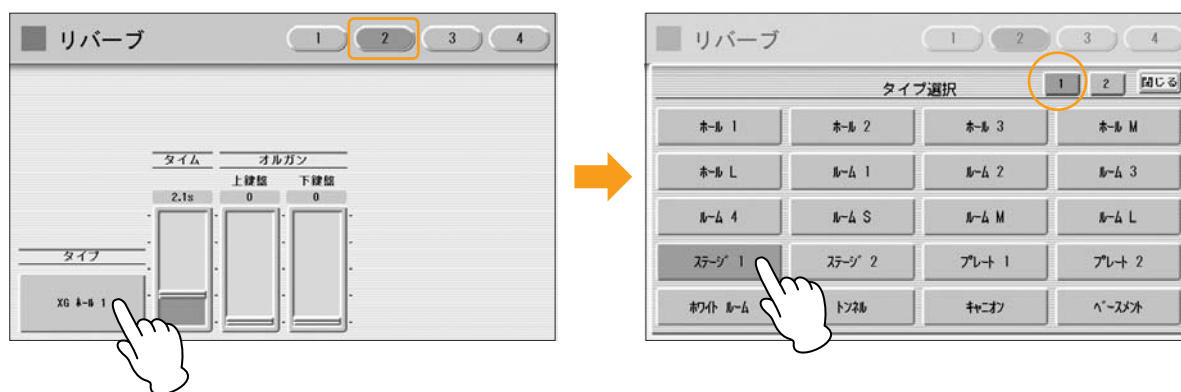 リバーブ 1 2 3 4
タイム オルガン
上鍵盤 下鍵盤
2.1s 0 0
タイプ
XG ホール 1
リバーブ 1 2 3 4
タイプ選択 1 2 閉じる
ホール 1 ホール 2 ホール 3 ホール M
ホール L ルーム 1 ルーム 2 ルーム 3
ルーム 4 ルーム S ルーム M ルーム L
ステージ 1 ステージ 2 プレート 1 プレート 2
ホワイト ルーム トンネル キャニオン ベースメント